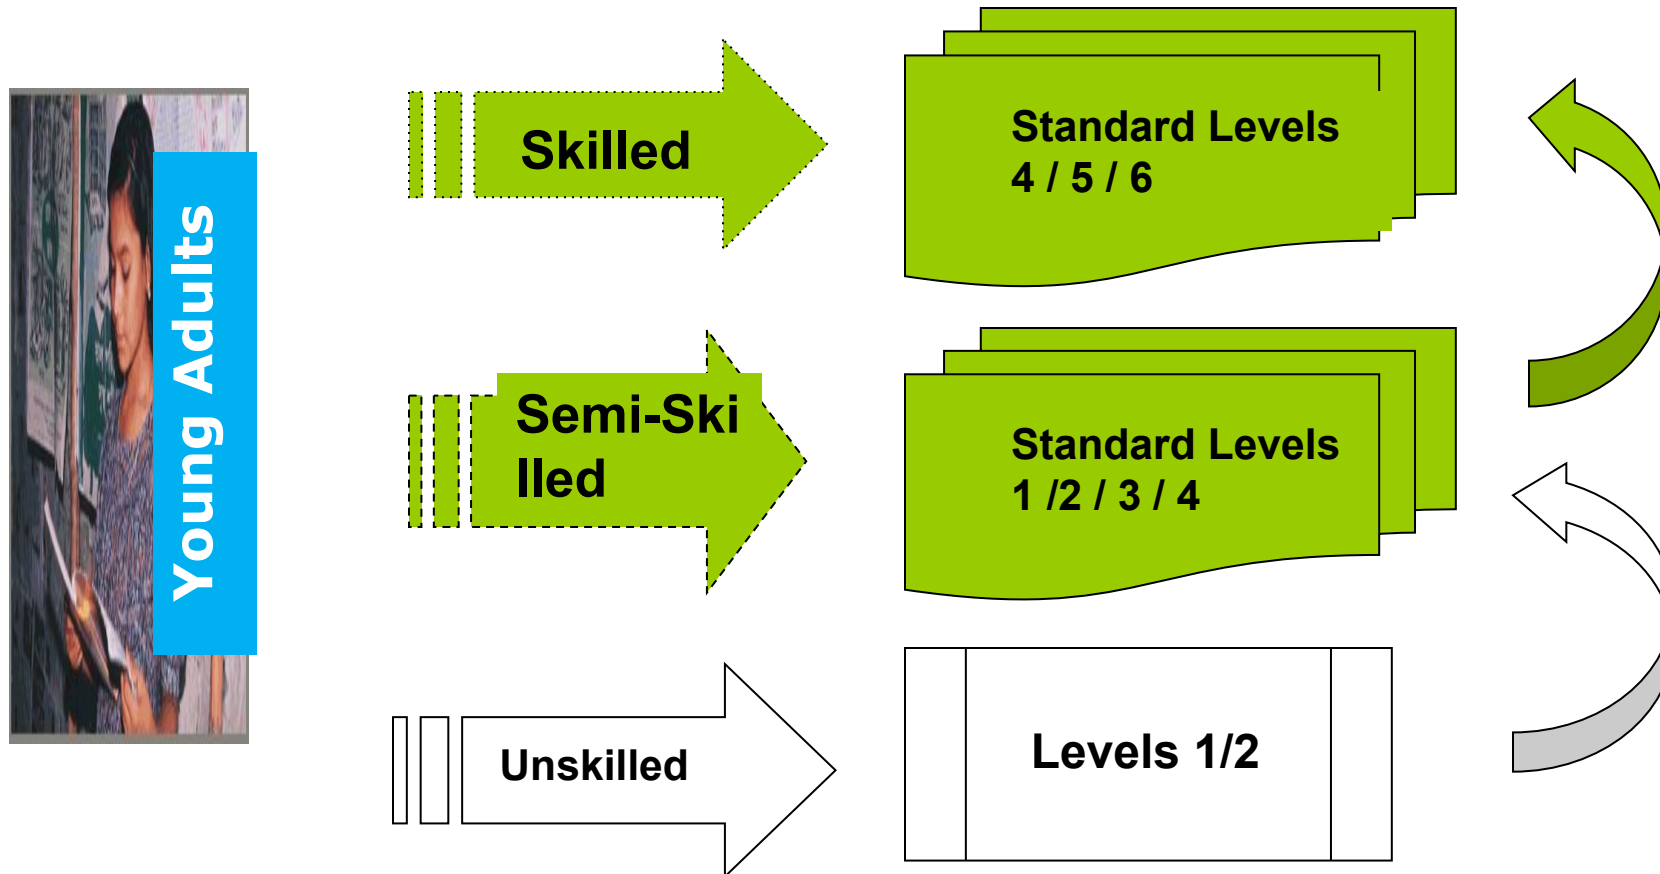 Young Adults
Skilled
Standard Levels
4 / 5 / 6
Semi-Ski
lled
Standard Levels
1 /2 / 3 / 4
Unskilled
Levels 1/2